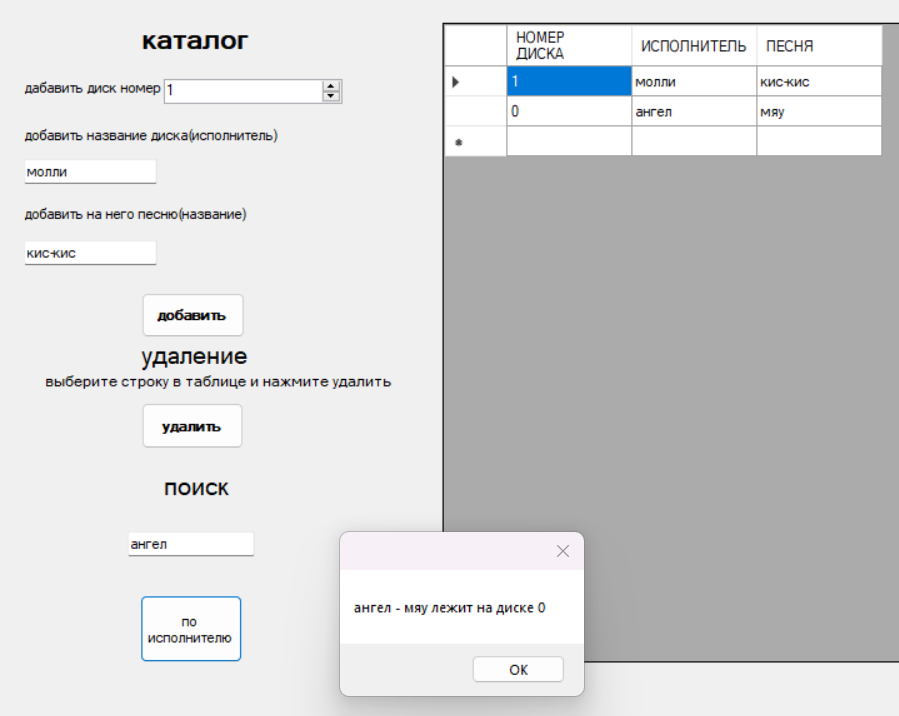 каталог
дабавить диск номер 1
добавить название диска(исполнитель)
молли
добавить на него песню(название)
кис-кис
добавить
удаление
выберите строку в таблице и нажмите удалить
удалить
поиск
ангел
по
исполнителю
НОМЕР
ДИСКА
ИСПОЛНИТЕЛЬ
ПЕСНЯ
1 молли кис-кис
0 ангел мяу
ангел - мяу лежит на диске 0
ОК